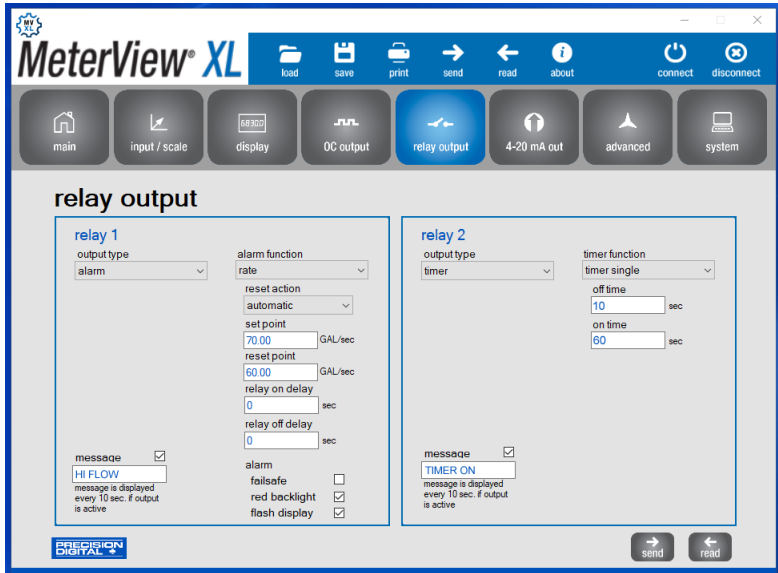 MV
XL
MeterView® XL
load
save
print
send
read
about
connect
disconnect
main
input / scale
display
OC output
relay output
4-20 mA out
advanced
system
relay output
relay 1
output type
alarm
alarm function
rate
reset action
automatic
set point
70.00 GAL/sec
reset point
60.00 GAL/sec
relay on delay
0 sec
relay off delay
0 sec
message
HI FLOW
message is displayed
every 10 sec. if output
is active
alarm
failsafe
red backlight
flash display
relay 2
output type
timer
timer function
timer single
off time
10 sec
on time
60 sec
message
TIMER ON
message is displayed
every 10 sec. if output
is active
PRECISION
DIGITAL
send
read